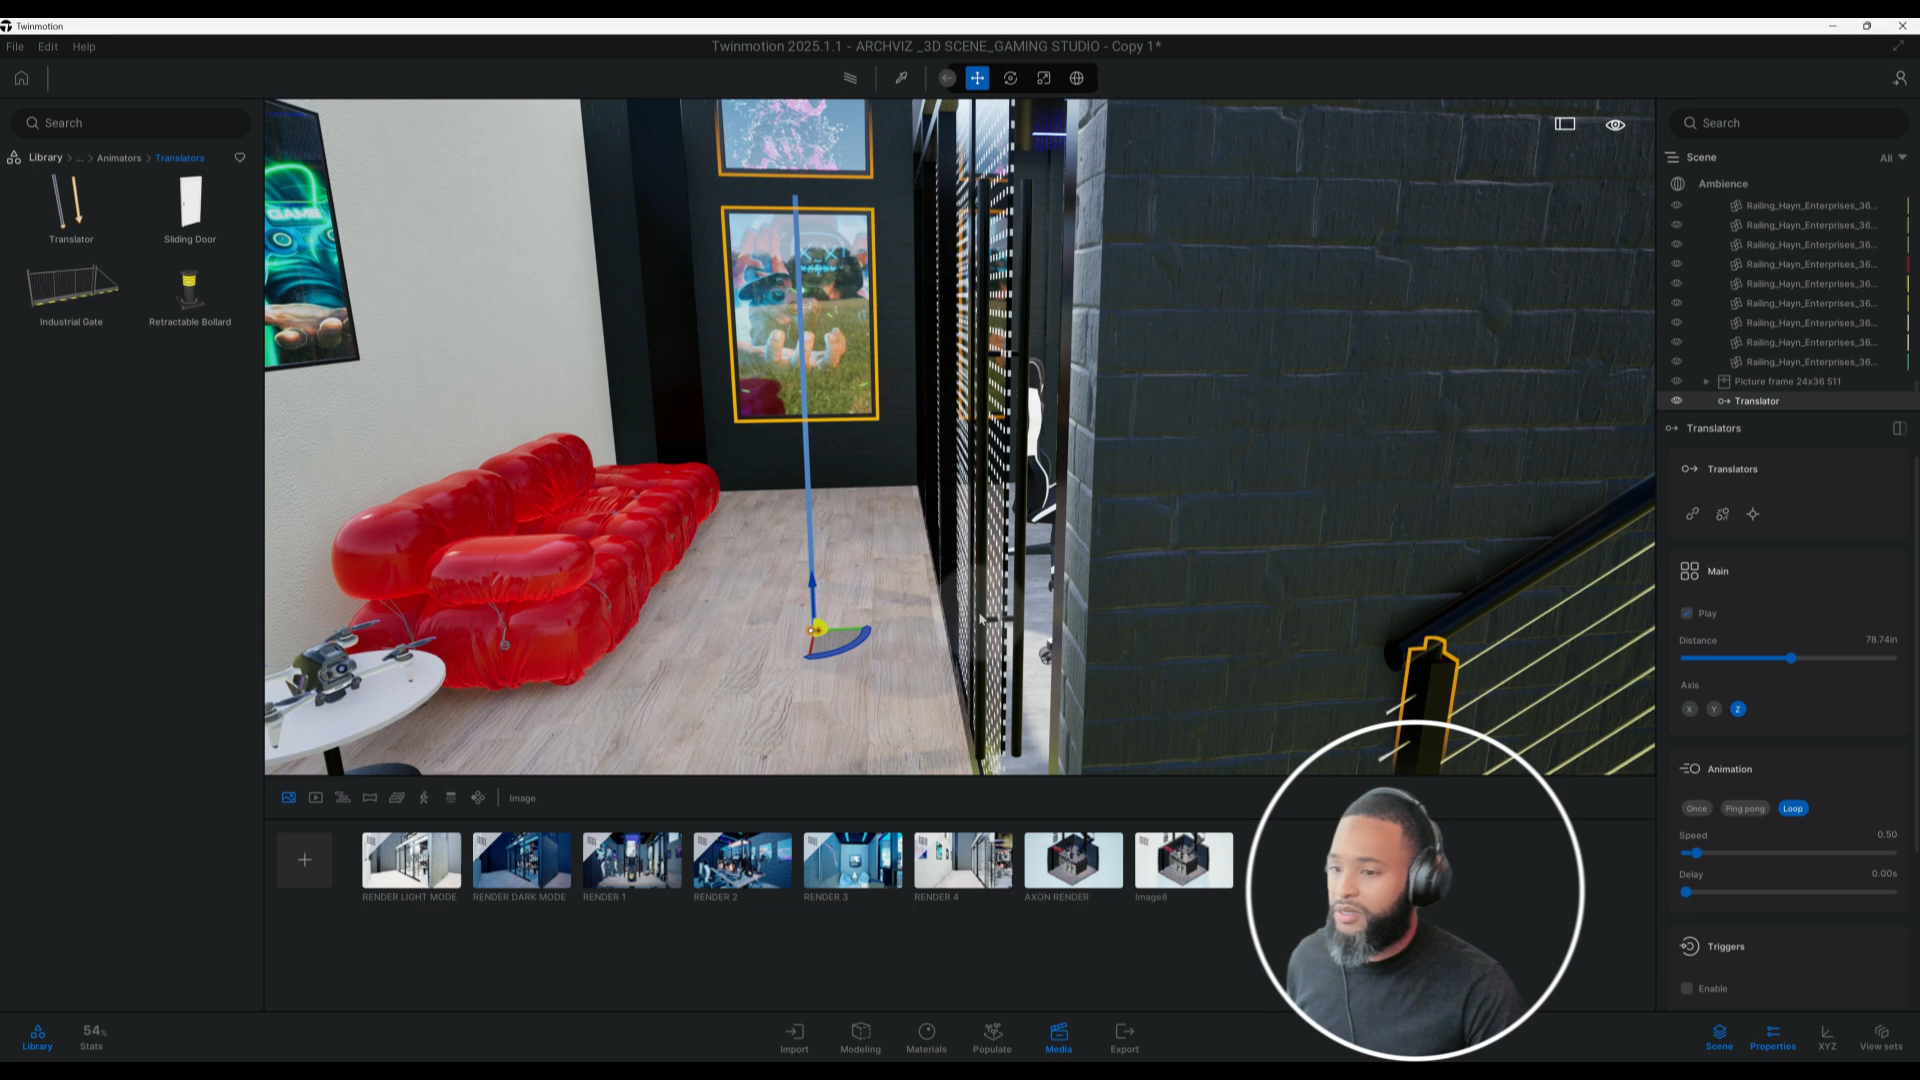 Twinmotion
File Edit Help
Twinmotion 2025.1.1 - ARCHVIZ _3D SCENE_GAMING STUDIO - Copy 1*
Search
Library > ... > Animators > Translators
Translator
Sliding Door
Industrial Gate
Retractable Bollard
GAME
Search
Scene
All
Ambience
Railing_Hayn_Enterprises_36...
Railing_Hayn_Enterprises_36...
Railing_Hayn_Enterprises_36...
Railing_Hayn_Enterprises_36...
Railing_Hayn_Enterprises_36...
Railing_Hayn_Enterprises_36...
Railing_Hayn_Enterprises_36...
Railing_Hayn_Enterprises_36...
Railing_Hayn_Enterprises_36...
Picture frame 24x36 511
Translator
Translators
Translators
Main
Play
Distance 78.74in
Axis
X Y Z
Animation
Once Ping pong Loop
Speed 0.50
Delay 0.00s
Triggers
Enable
Image
RENDER LIGHT MODE
RENDER DARK MODE
RENDER 1
RENDER 2
RENDER 3
RENDER 4
AXON RENDER
Image8
Library
54%
Stats
Import
Modeling
Materials
Populate
Media
Export
Scene
Properties
XYZ
View sets